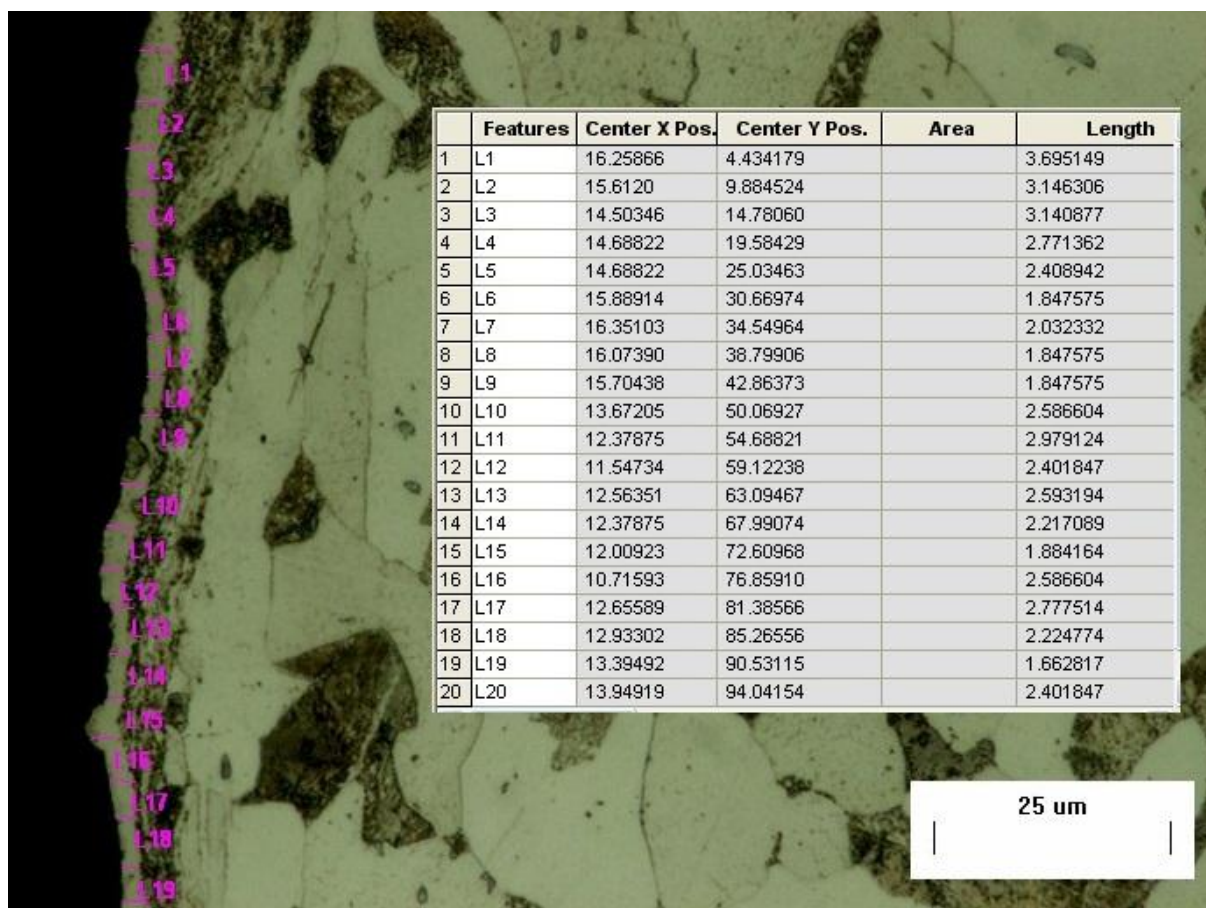 L1
L2
L3
L4
L5
L6
L7
L8
L9
L10
L11
L12
L13
L14
L15
L16
L17
L18
L19
Features Center X Pos. Center Y Pos. Area Length
1 L1 16.25866 4.434179 3.695149
2 L2 15.6120 9.884524 3.146306
3 L3 14.50346 14.78060 3.140877
4 L4 14.68822 19.58429 2.771362
5 L5 14.68822 25.03463 2.408942
6 L6 15.88914 30.66974 1.847575
7 L7 16.35103 34.54964 2.032332
8 L8 16.07390 38.79906 1.847575
9 L9 15.70438 42.86373 1.847575
10 L10 13.67205 50.06927 2.586604
11 L11 12.37875 54.68821 2.979124
12 L12 11.54734 59.12238 2.401847
13 L13 12.56351 63.09467 2.593194
14 L14 12.37875 67.99074 2.217089
15 L15 12.00923 72.60968 1.884164
16 L16 10.71593 76.85910 2.586604
17 L17 12.65589 81.38566 2.777514
18 L18 12.93302 85.26556 2.224774
19 L19 13.39492 90.53115 1.662817
20 L20 13.94919 94.04154 2.401847
25 um